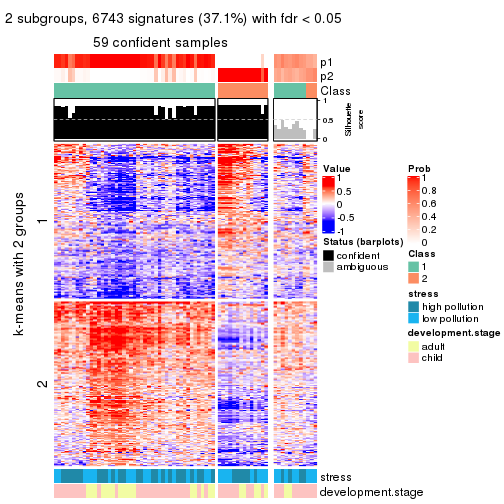 2 subgroups, 6743 signatures (37.1%) with fdr < 0.05
59 confident samples
p1
p2
Class
1
0.5
0
Silhouette
score
k-means with 2 groups
1
2
stress
development.stage
Value
1
0.5
0
-0.5
-1
Status (barplots)
confident
ambiguous
Prob
1
0.8
0.6
0.4
0.2
0
Class
1
2
stress
high pollution
low pollution
development.stage
adult
child